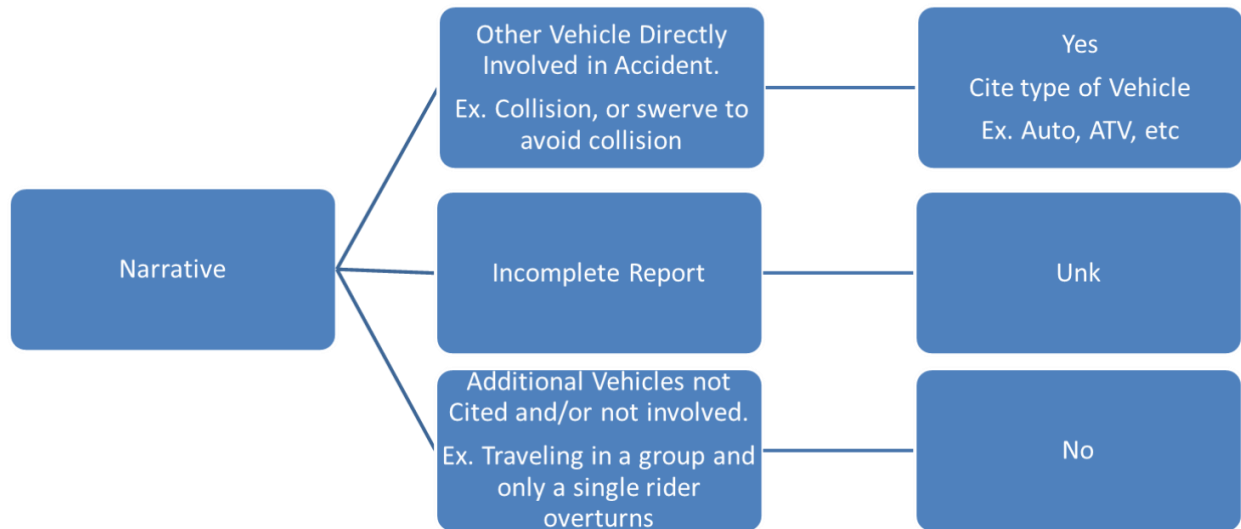 Narrative
Other Vehicle Directly
Involved in Accident.
Ex. Collision, or swerve to
avoid collision
Yes
Cite type of Vehicle
Ex. Auto, ATV, etc
Incomplete Report
Unk
Additional Vehicles not
Cited and/or not involved.
Ex. Traveling in a group and
only a single rider
overturns
No